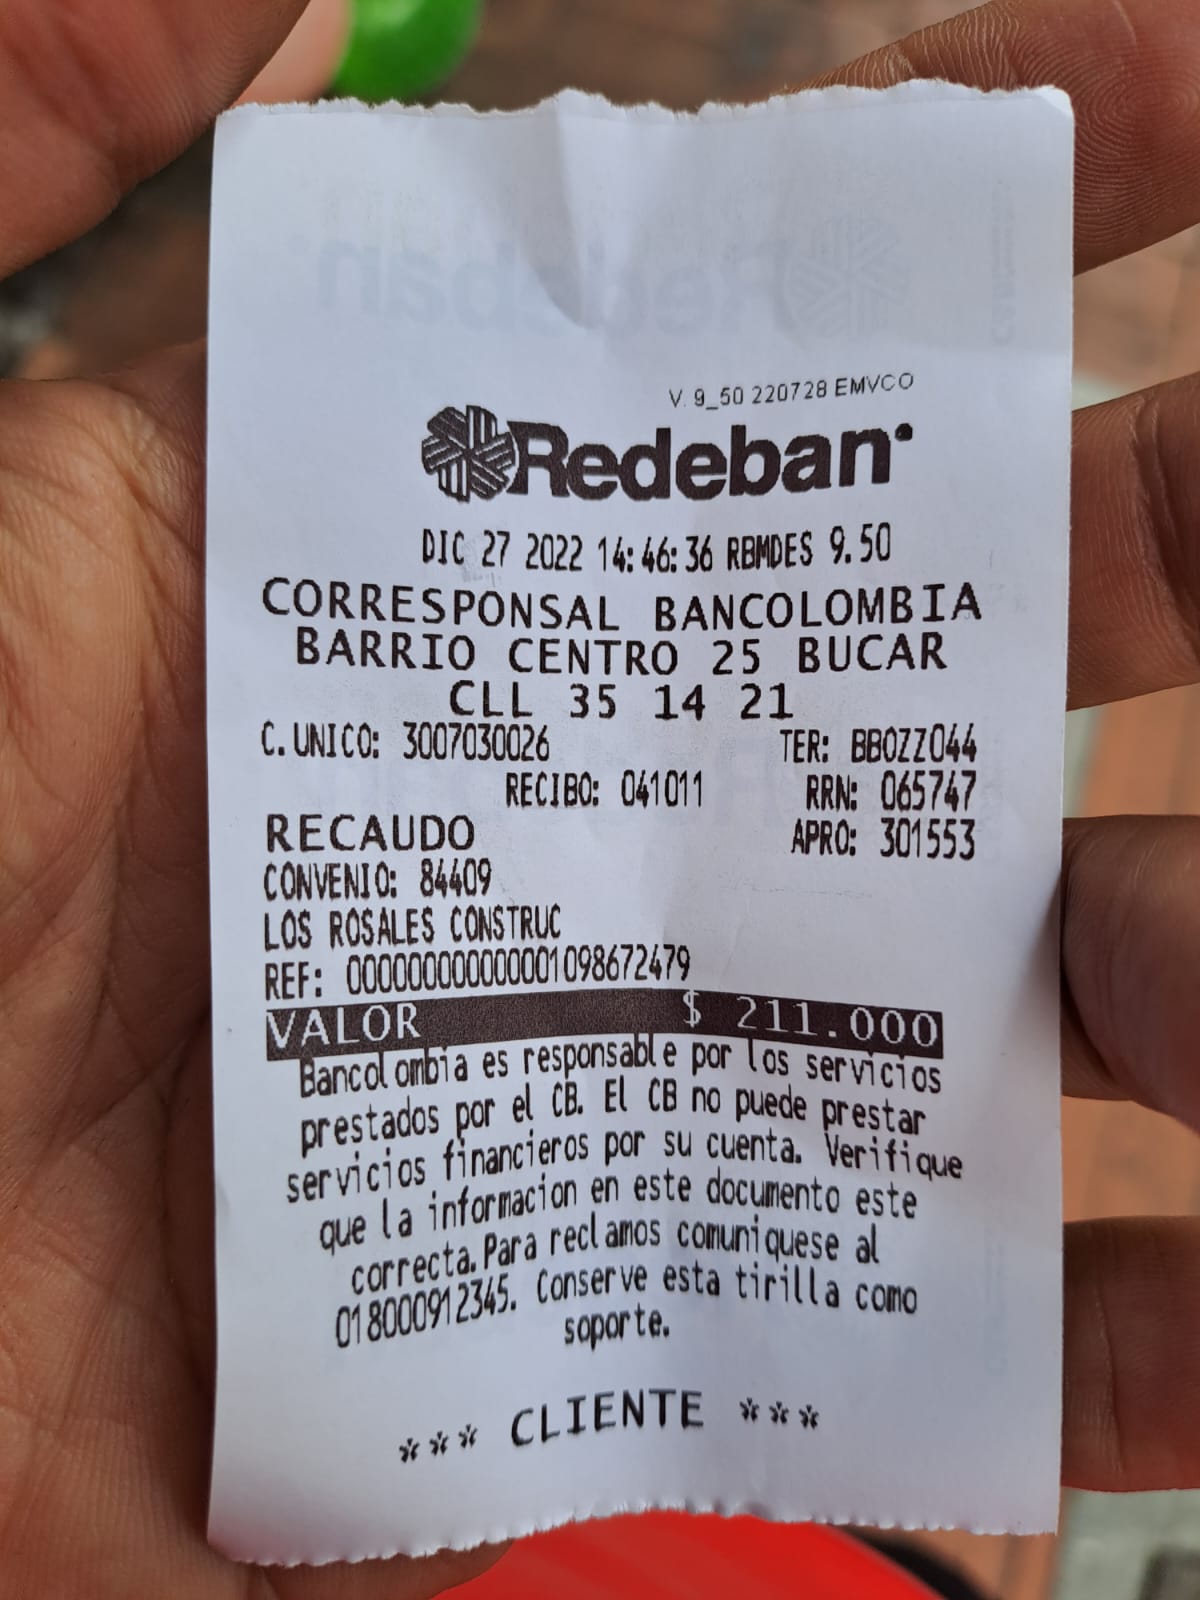 V. 9_50 220728 EMVCO
Redeban
DIC 27 2022 14:46:36 RBMDES 9.50
CORRESPONSAL BANCOLOMBIA
BARRIO CENTRO 25 BUCAR
CLL 35 14 21
C. UNICO: 3007030026 TER: BBOZZ044
RECIBO: 041011 RRN: 065747
RECAUDO APRO: 301553
CONVENIO: 84409
LOS ROSALES CONSTRUC
REF: 00000000000001098672479
VALOR $ 211.000
Bancolombia es responsable por los servicios
prestados por el CB. El CB no puede prestar
servicios financieros por su cuenta. Verifique
que la informacion en este documento este
correcta. Para reclamos comuniquese al
018000912345. Conserve esta tirilla como
soporte.
*** CLIENTE ***